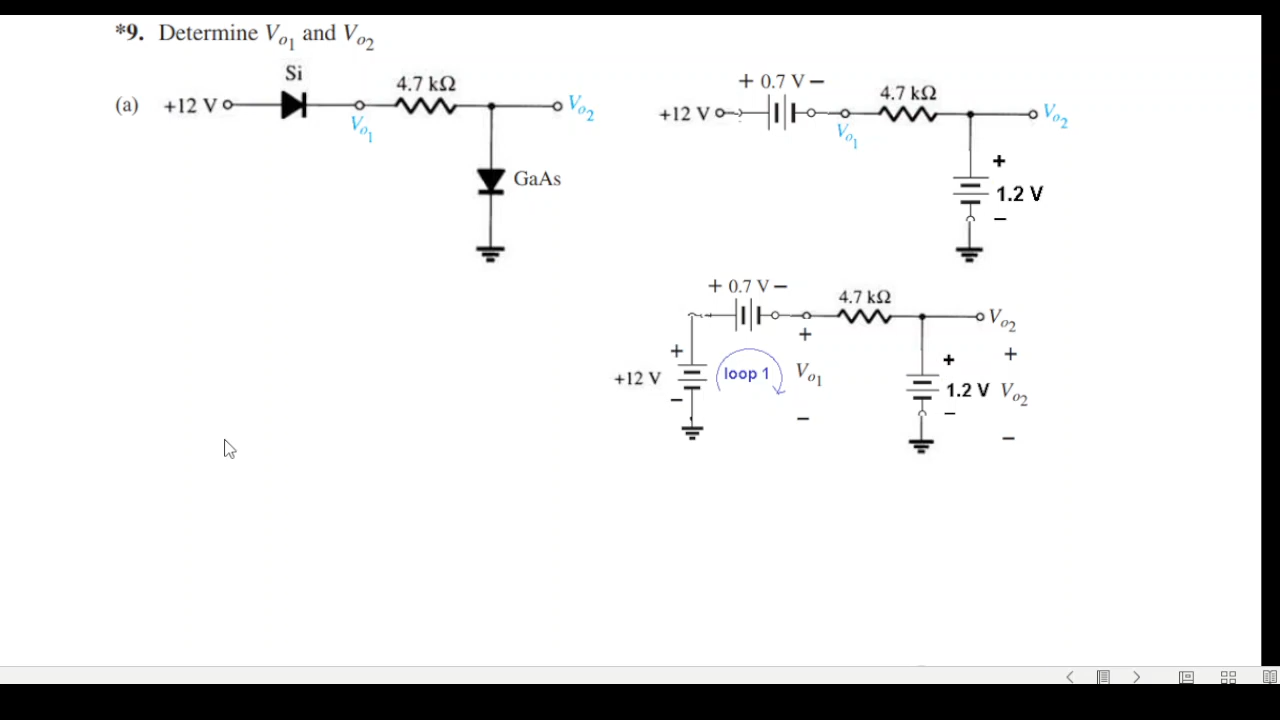 *9. Determine Vo1 and Vo2
Si
4.7 kΩ
(a) +12 V
Vo1
Vo2
GaAs
+ 0.7 V −
4.7 kΩ
+12 V
Vo1
Vo2
+
1.2 V
−
+ 0.7 V −
4.7 kΩ
Vo2
+
+
+
+
+12 V
loop 1
Vo1
1.2 V
Vo2
−
−
−
−